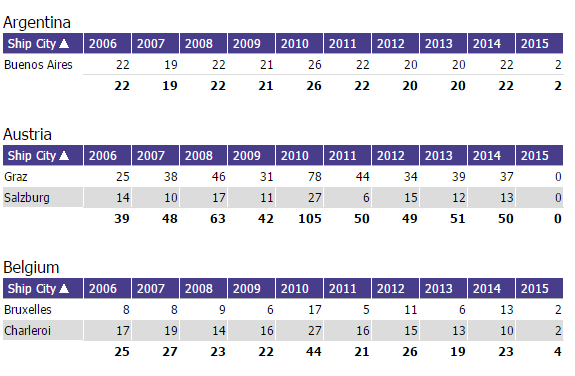 Argentina
Ship City ▲ 2006 2007 2008 2009 2010 2011 2012 2013 2014 2015
Buenos Aires 22 19 22 21 26 22 20 20 22 2
22 19 22 21 26 22 20 20 22 2
Austria
Ship City ▲ 2006 2007 2008 2009 2010 2011 2012 2013 2014 2015
Graz 25 38 46 31 78 44 34 39 37 0
Salzburg 14 10 17 11 27 6 15 12 13 0
39 48 63 42 105 50 49 51 50 0
Belgium
Ship City ▲ 2006 2007 2008 2009 2010 2011 2012 2013 2014 2015
Bruxelles 8 8 9 6 17 5 11 6 13 2
Charleroi 17 19 14 16 27 16 15 13 10 2
25 27 23 22 44 21 26 19 23 4